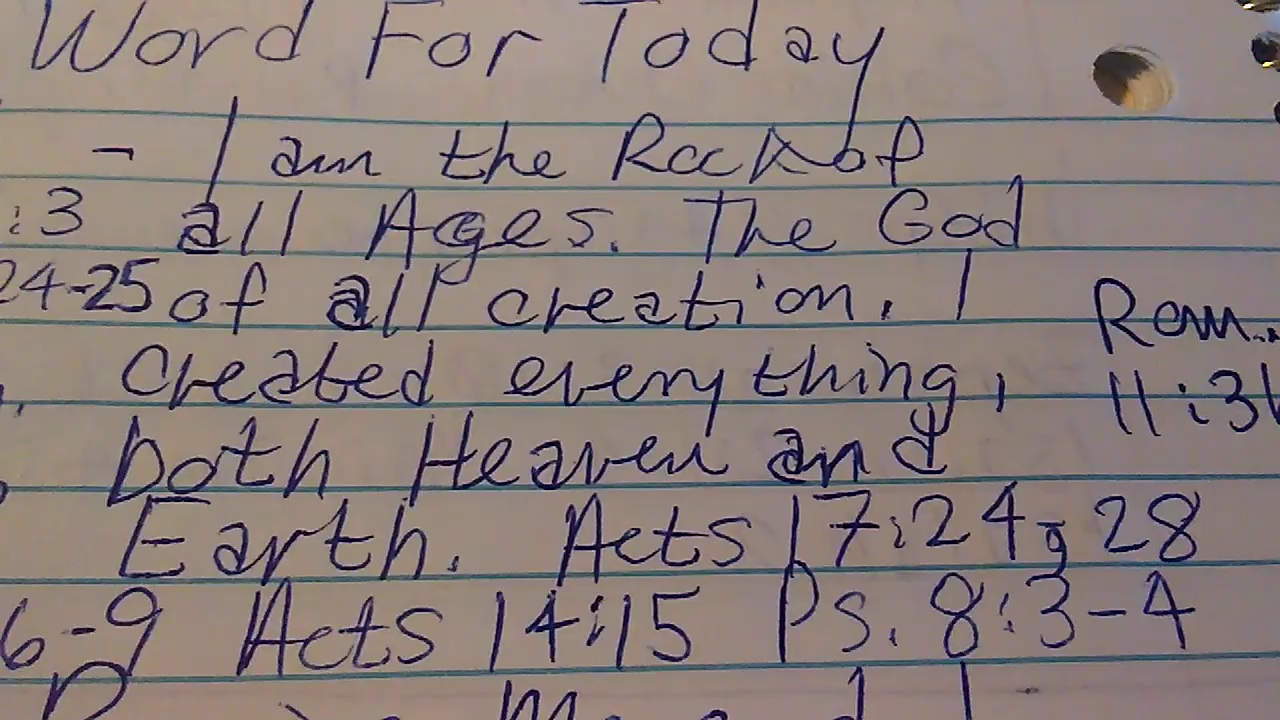 Word For Today
- I am the Rock of
:3 all Ages. The God
24-25 of all creation. I
Rom..
created everything,
11:36
both Heaven and
Earth. Acts 17:24, 28
6-9 Acts 14:15 Ps. 8:3-4